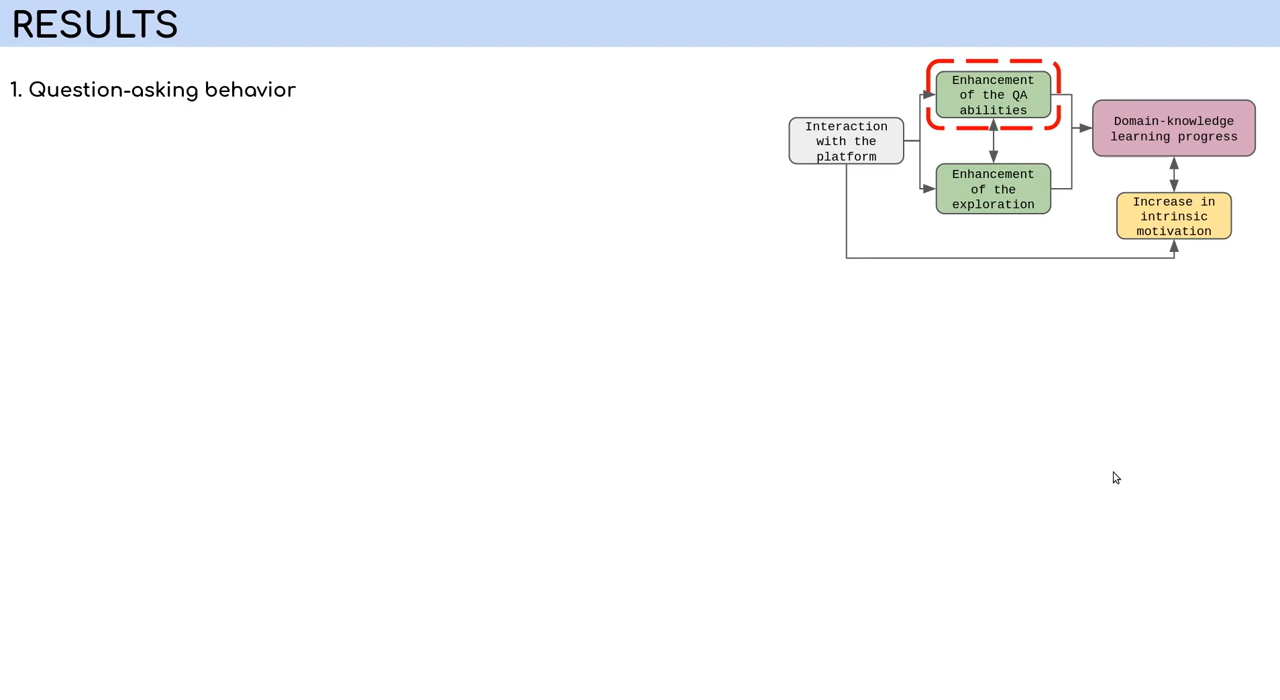 RESULTS
1. Question-asking behavior
Enhancement
of the QA
abilities
Interaction
with the
platform
Domain-knowledge
learning progress
Enhancement
of the
exploration
Increase in
intrinsic
motivation